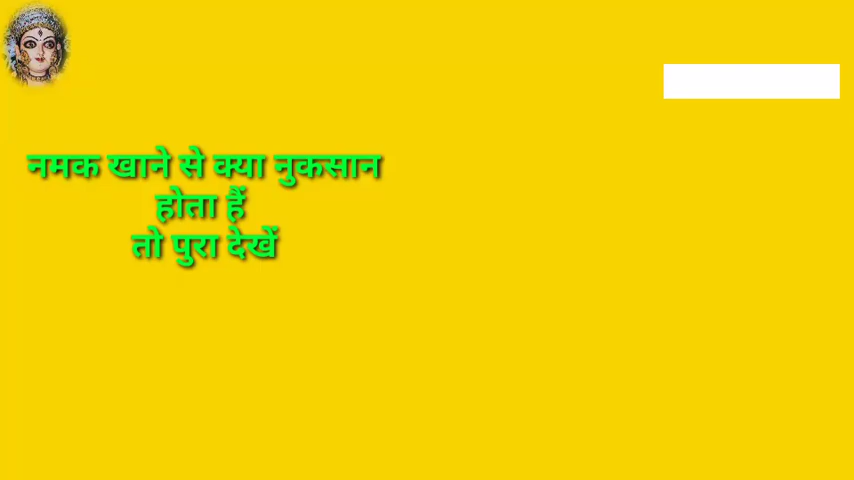 नमक खाने से क्या नुकसान
होता हैं
तो पुरा देखें